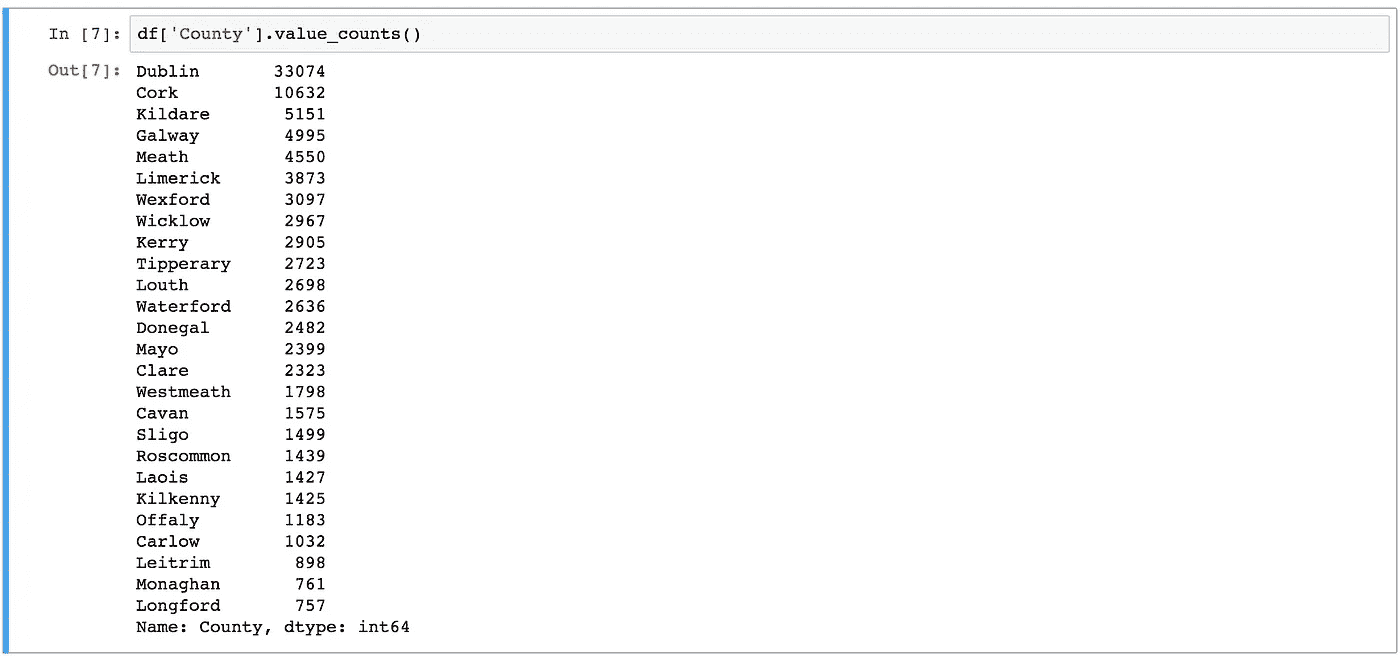 In [7]: df['County'].value_counts()
Out[7]: Dublin 33074
Cork 10632
Kildare 5151
Galway 4995
Meath 4550
Limerick 3873
Wexford 3097
Wicklow 2967
Kerry 2905
Tipperary 2723
Louth 2698
Waterford 2636
Donegal 2482
Mayo 2399
Clare 2323
Westmeath 1798
Cavan 1575
Sligo 1499
Roscommon 1439
Laois 1427
Kilkenny 1425
Offaly 1183
Carlow 1032
Leitrim 898
Monaghan 761
Longford 757
Name: County, dtype: int64